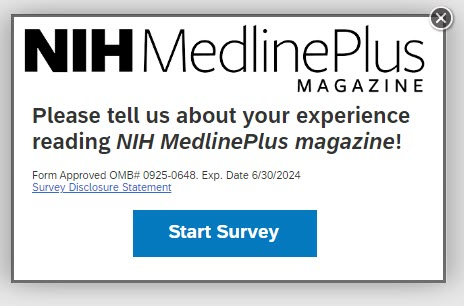 NIH MedlinePlus
MAGAZINE
Please tell us about your experience
reading NIH MedlinePlus magazine!
Form Approved OMB# 0925-0648. Exp. Date 6/30/2024
Survey Disclosure Statement
Start Survey